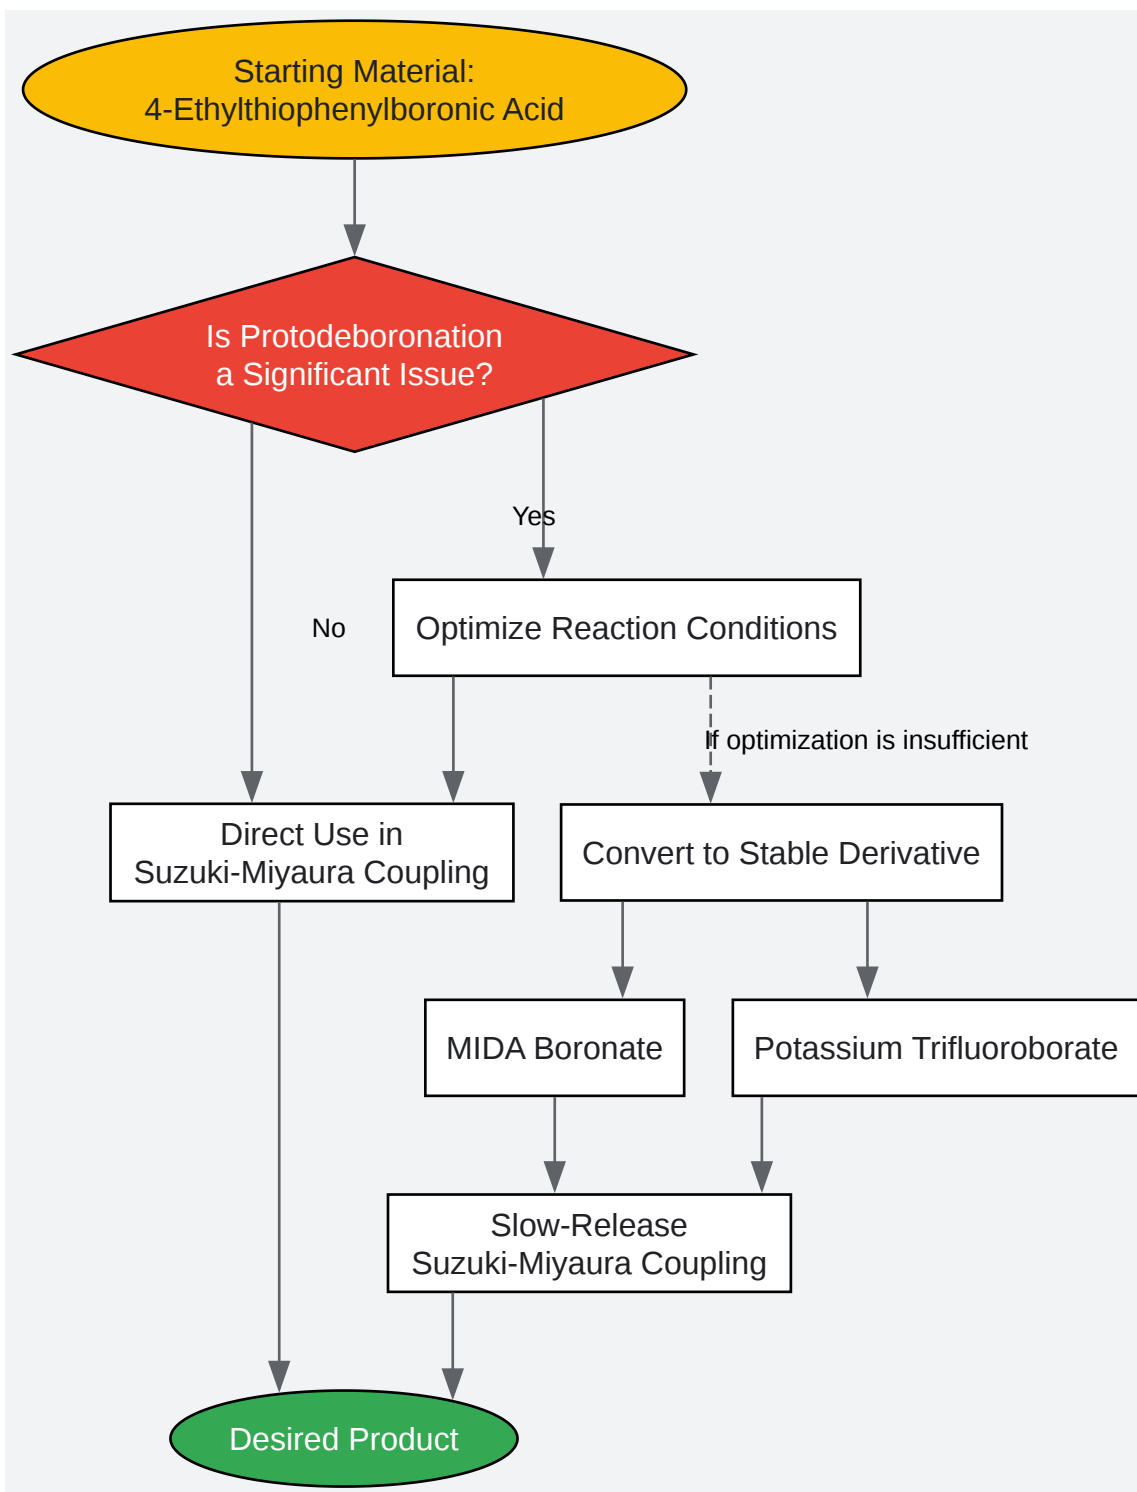 Starting Material:
4-Ethylthiophenylboronic Acid
Is Protodeboronation
a Significant Issue?
Yes
No
Optimize Reaction Conditions
If optimization is insufficient
Direct Use in
Suzuki-Miyaura Coupling
Convert to Stable Derivative
MIDA Boronate
Potassium Trifluoroborate
Slow-Release
Suzuki-Miyaura Coupling
Desired Product